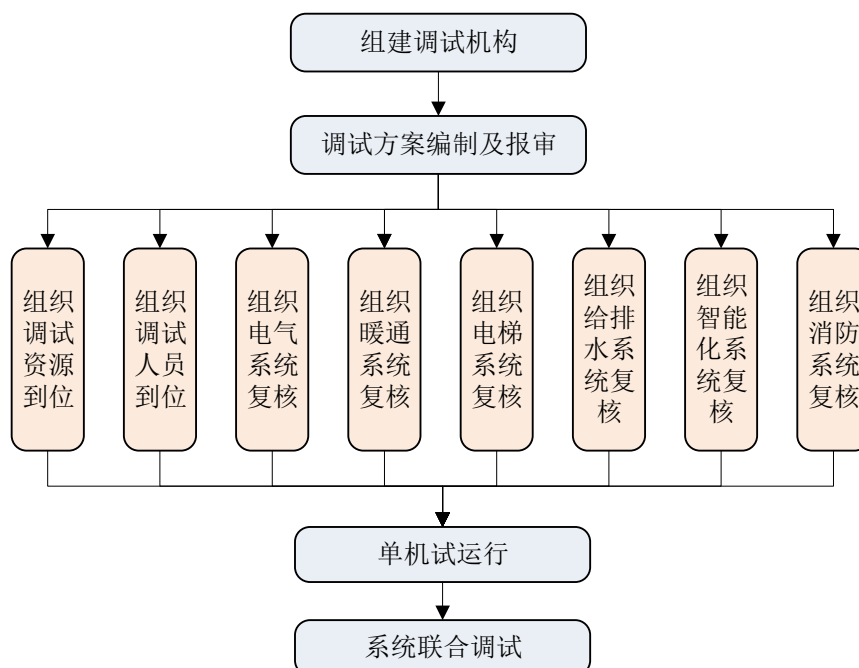 组建调试机构
调试方案编制及报审
组织
调试
资源
到位
组织
调试
人员
到位
组织
电气
系统
复核
组织
暖通
系统
复核
组织
电梯
系统
复核
组织
给排
水系
统复
核
组织
智能
化系
统复
核
组织
消防
系统
复核
单机试运行
系统联合调试